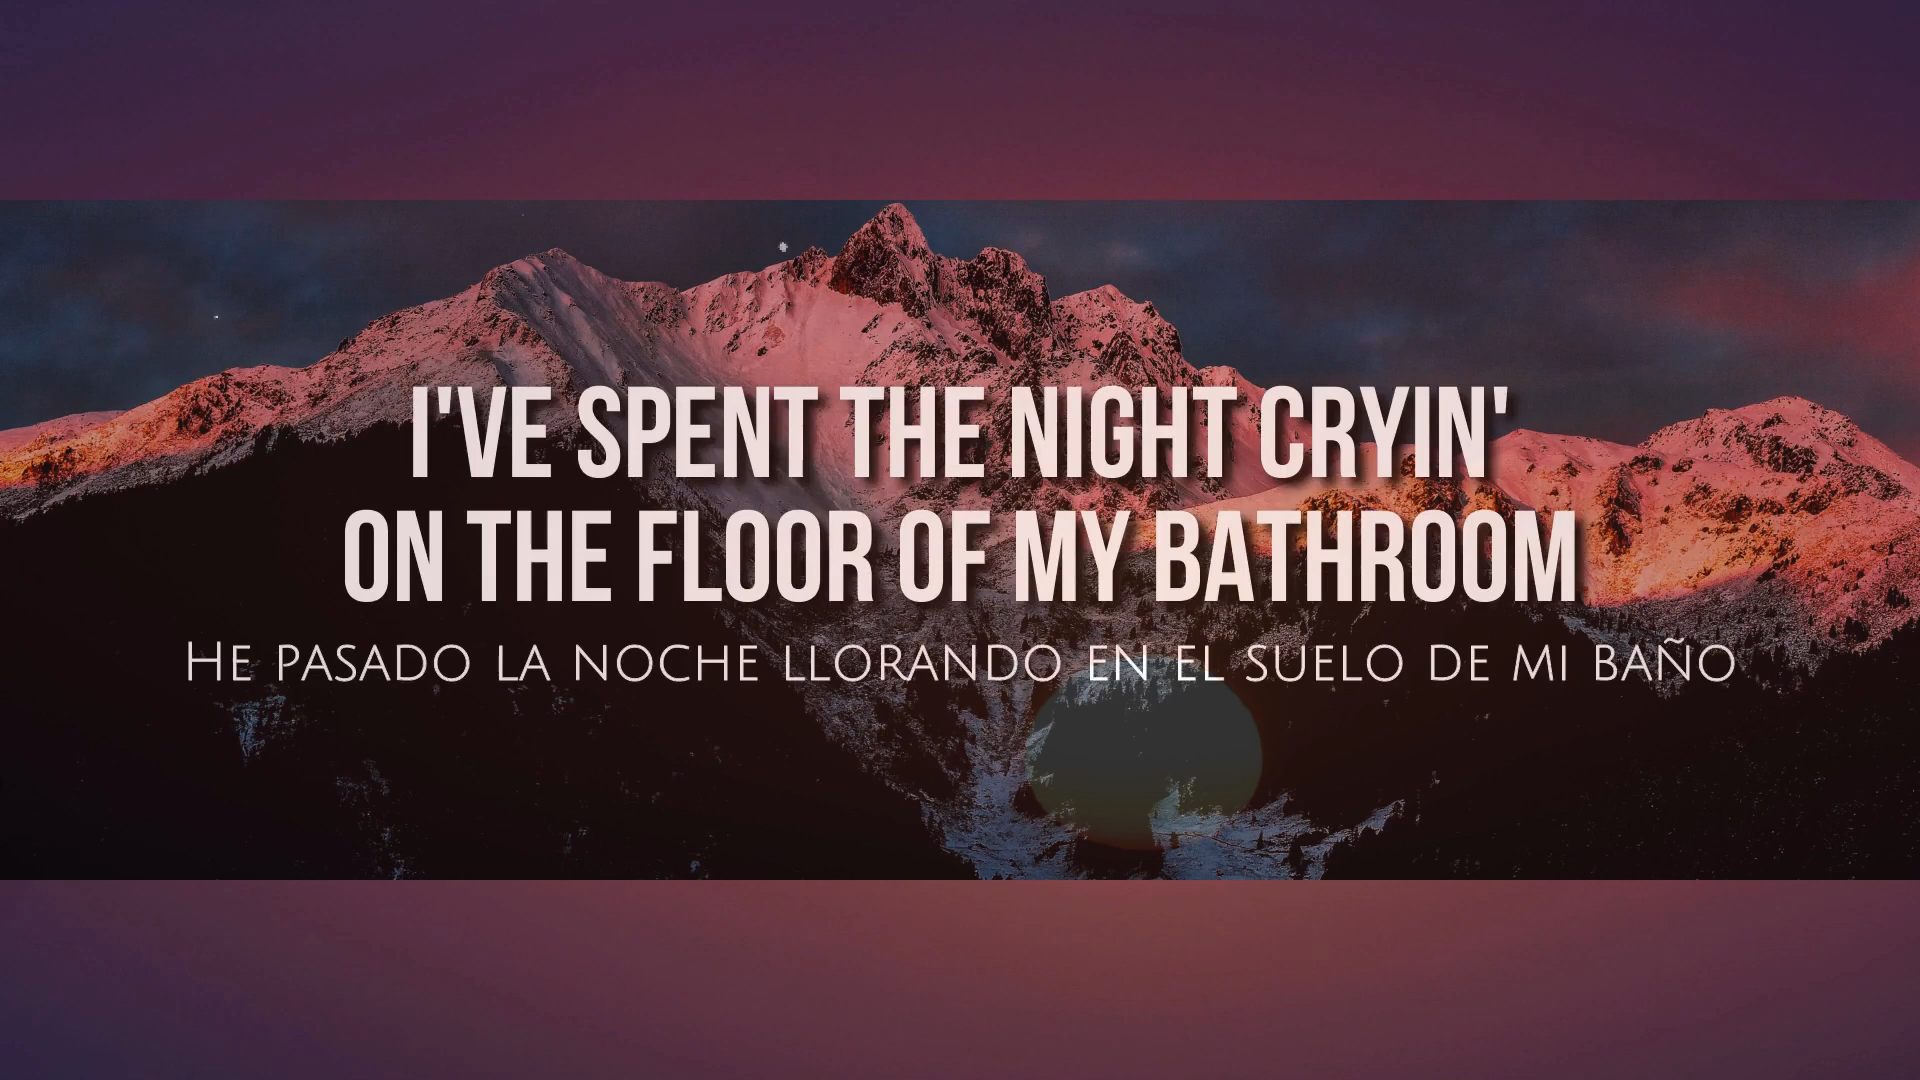 I'VE SPENT THE NIGHT CRYIN'
ON THE FLOOR OF MY BATHROOM
HE PASADO LA NOCHE LLORANDO EN EL SUELO DE MI BAÑO